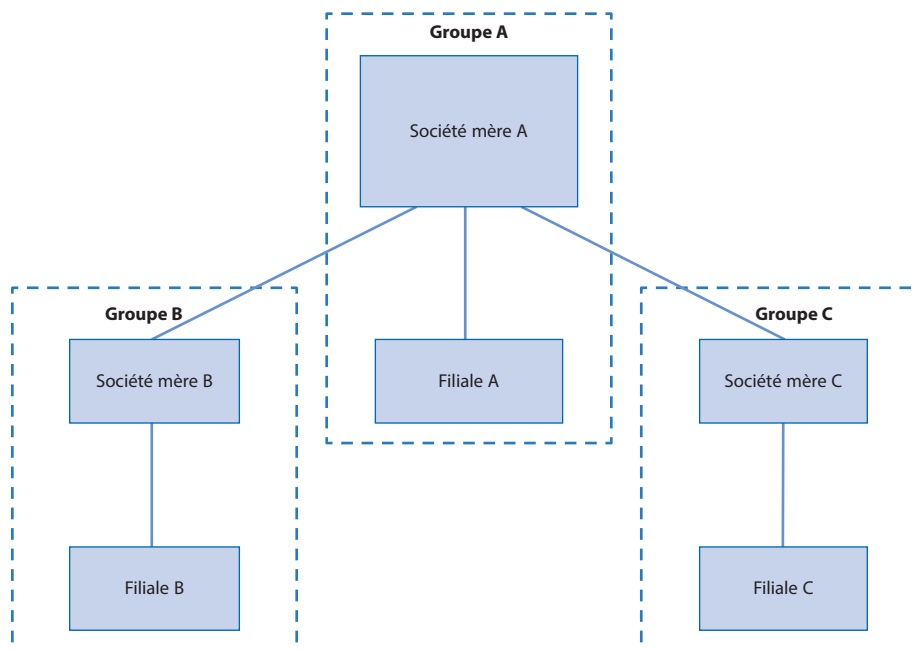 Groupe A
Société mère A
Groupe B
Groupe C
Société mère B
Filiale A
Société mère C
Filiale B
Filiale C